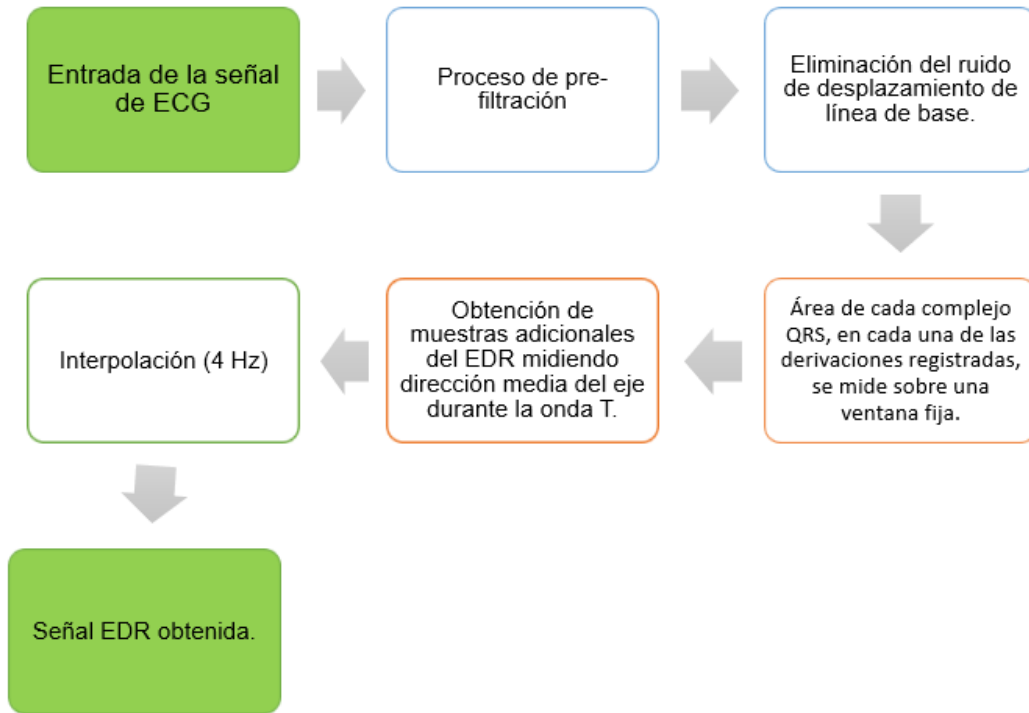 Entrada de la señal
de ECG
Proceso de pre-
filtración
Eliminación del ruido
de desplazamiento de
línea de base.
Área de cada complejo
QRS, en cada una de las
derivaciones registradas,
se mide sobre una
ventana fija.
Obtención de
muestras adicionales
del EDR midiendo
dirección media del eje
durante la onda T.
Interpolación (4 Hz)
Señal EDR obtenida.